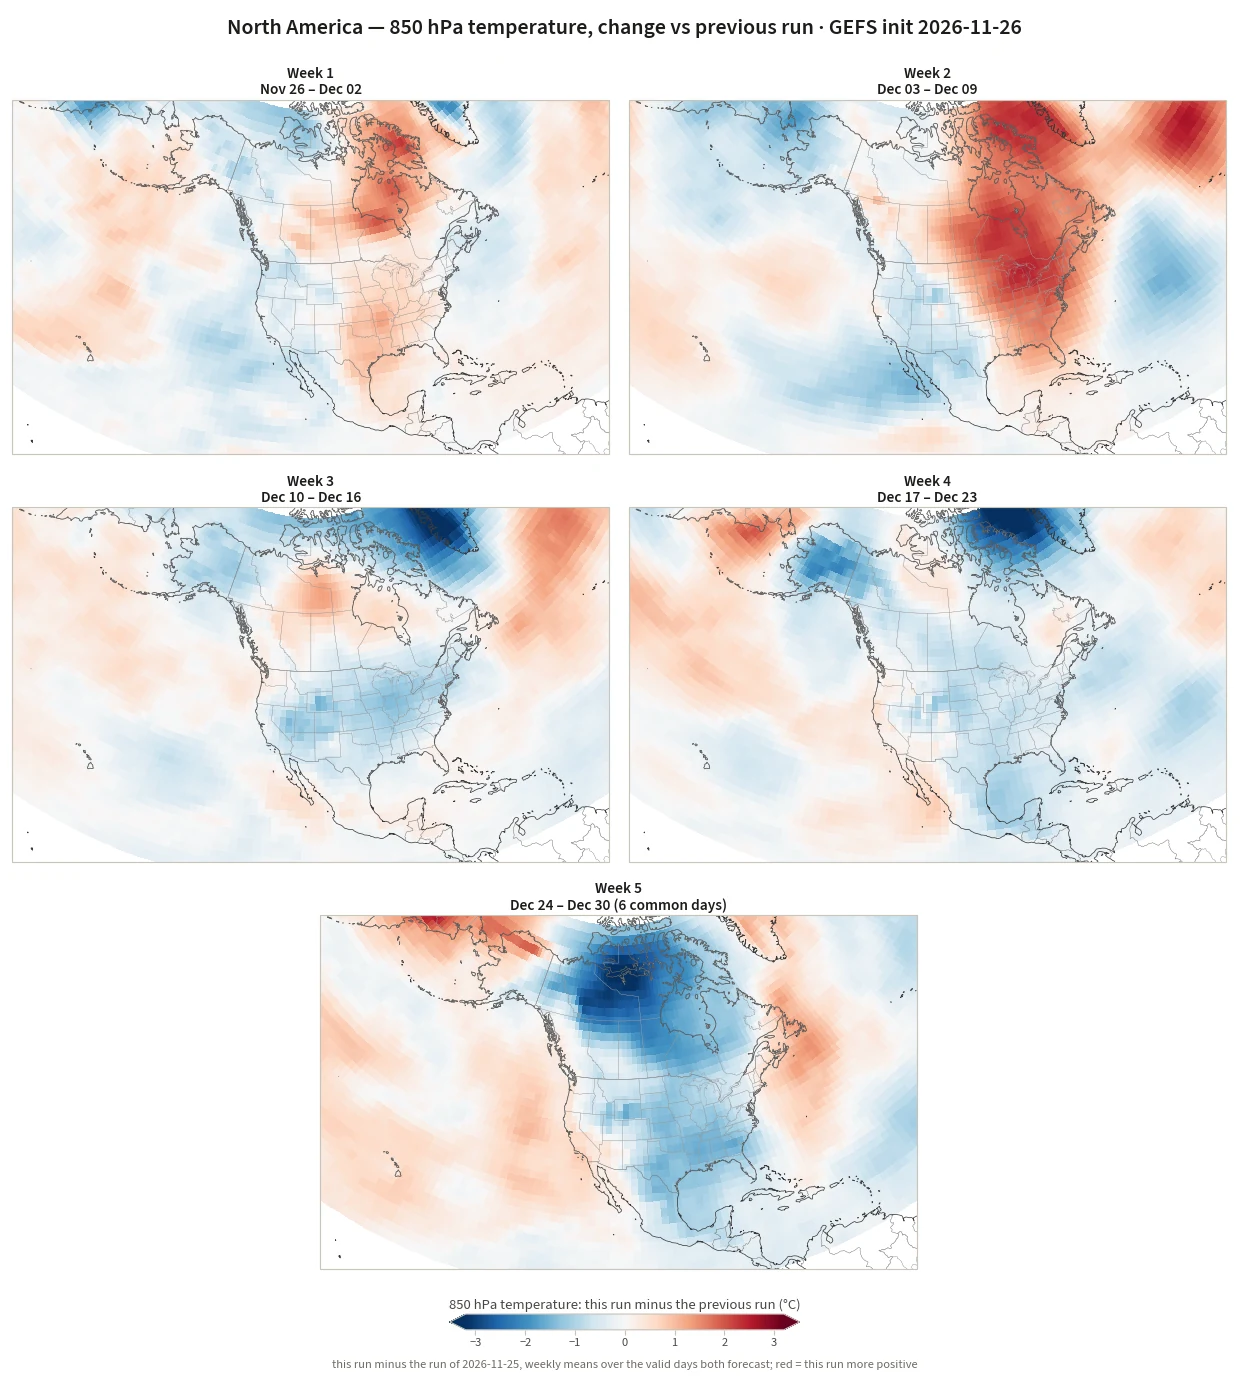 North America — 850 hPa temperature, change vs previous run · GEFS init 2026-11-26
Week 1
Nov 26 – Dec 02
Week 2
Dec 03 – Dec 09
Week 3
Dec 10 – Dec 16
Week 4
Dec 17 – Dec 23
Week 5
Dec 24 – Dec 30 (6 common days)
850 hPa temperature: this run minus the previous run (°C)
−3 −2 −1 0 1 2 3
this run minus the run of 2026-11-25, weekly means over the valid days both forecast; red = this run more positive